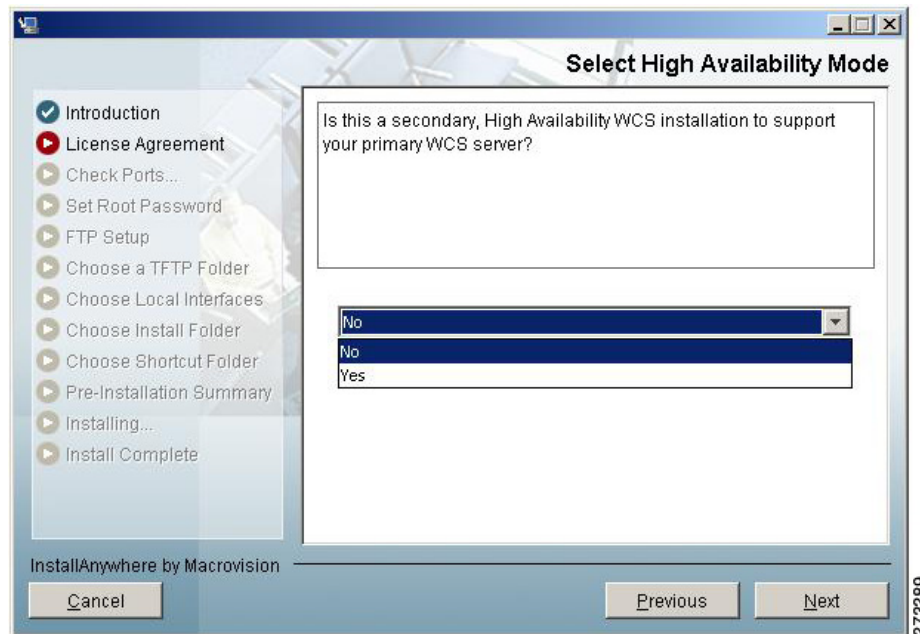 Select High Availability Mode
Introduction
License Agreement
Check Ports...
Set Root Password
FTP Setup
Choose a TFTP Folder
Choose Local Interfaces
Choose Install Folder
Choose Shortcut Folder
Pre-Installation Summary
Installing...
Install Complete
Is this a secondary, High Availability WCS installation to support
your primary WCS server?
No
No
Yes
InstallAnywhere by Macrovision
Cancel
Previous
Next